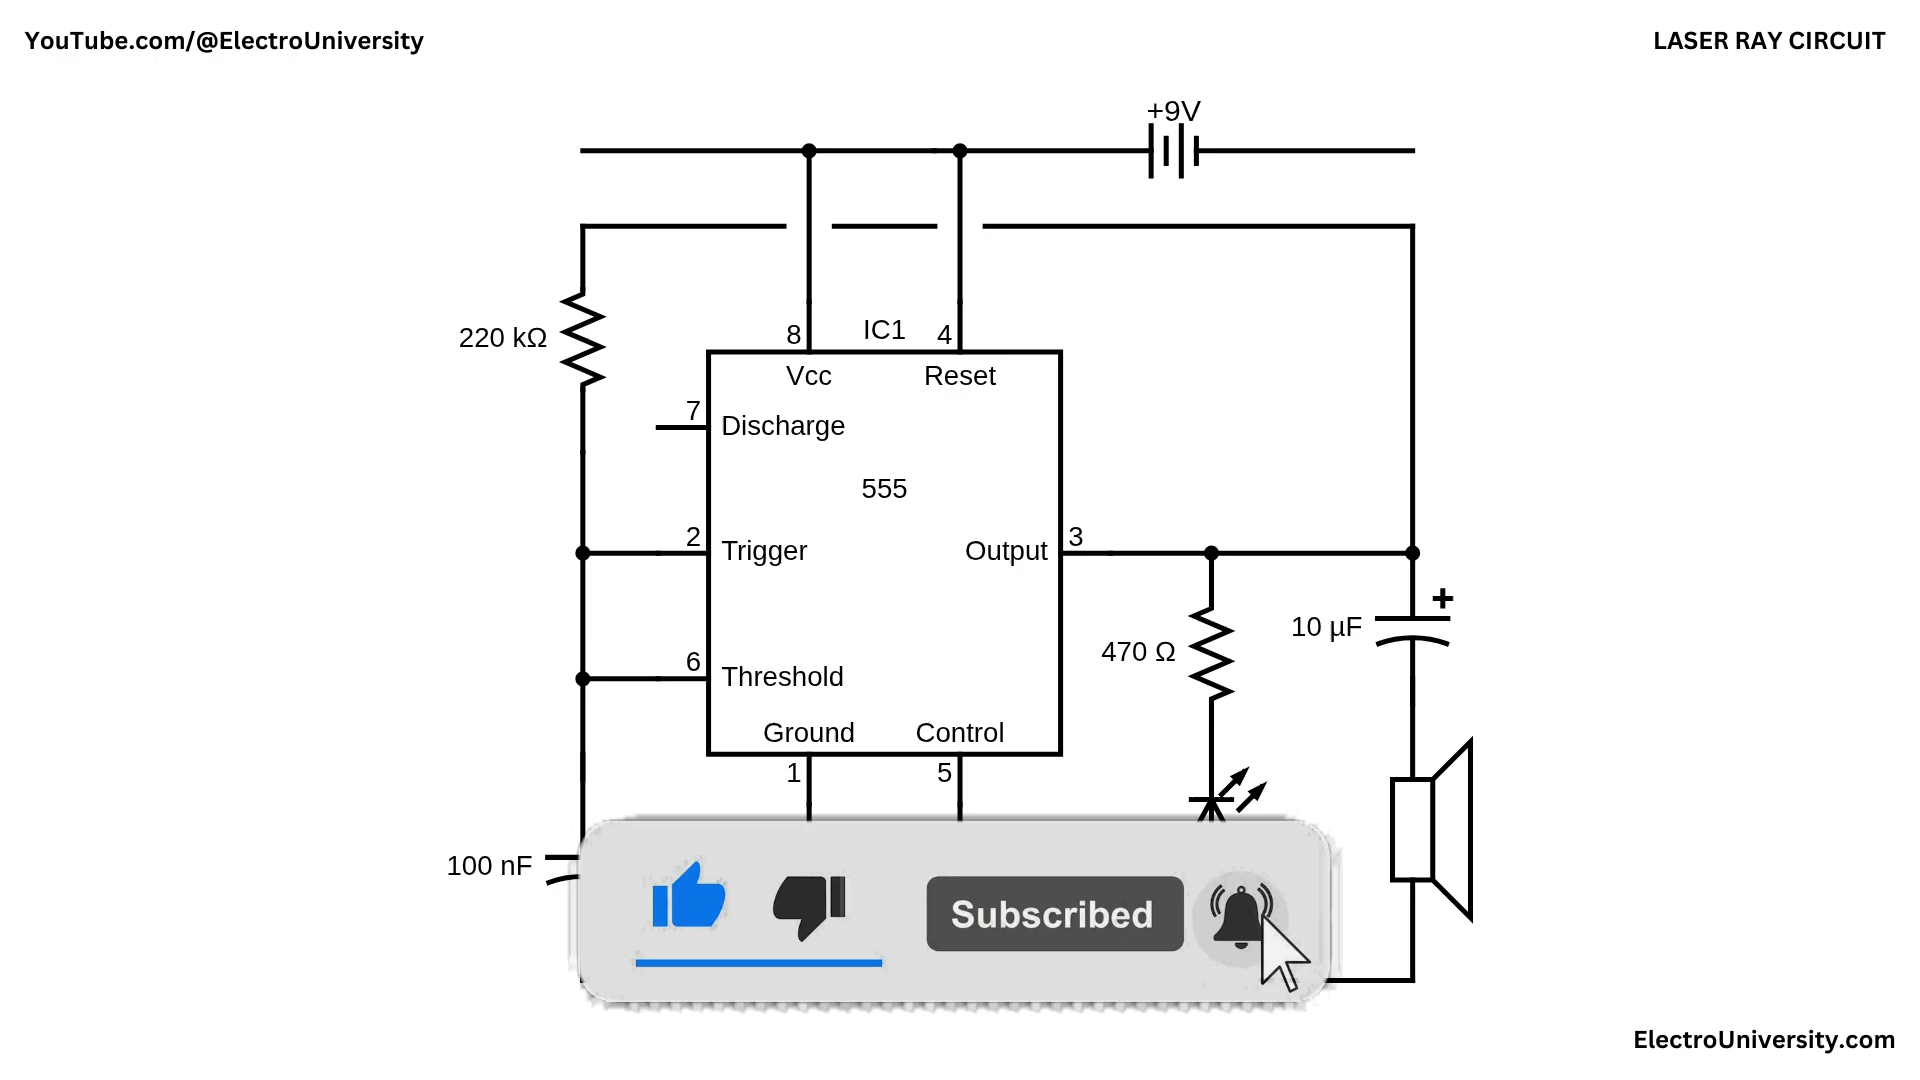 YouTube.com/@ElectroUniversity
LASER RAY CIRCUIT
+9V
220 kΩ
8
IC1
4
Vcc
Reset
7
Discharge
555
2
Trigger
Output
3
10 µF
+
470 Ω
6
Threshold
Ground
Control
1
5
100 nF
Subscribed
ElectroUniversity.com